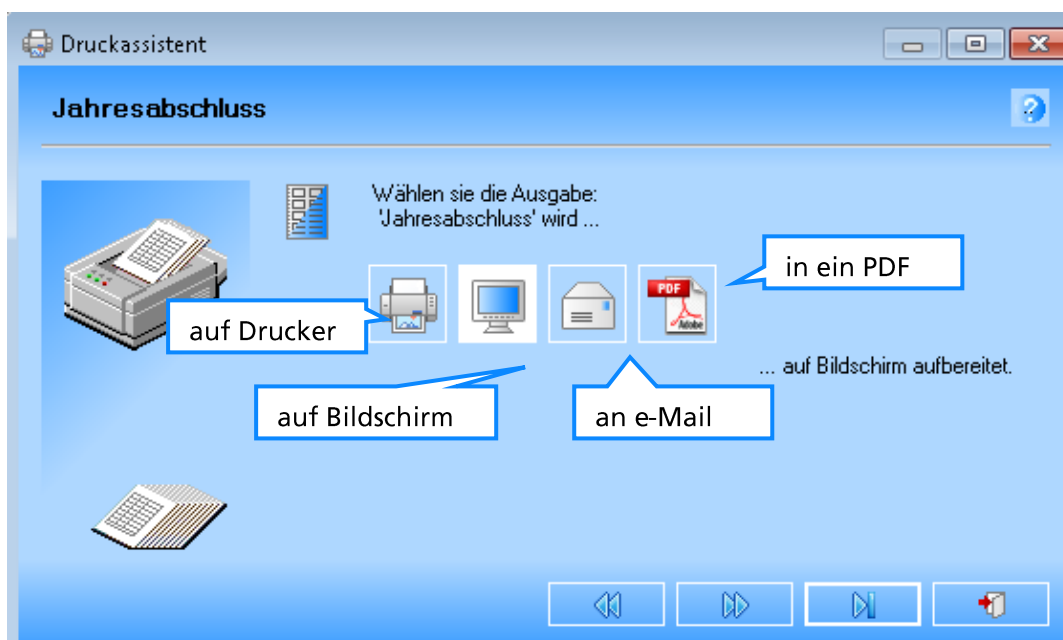 Druckassistent
Jahresabschluss
Wählen sie die Ausgabe:
'Jahresabschluss' wird ...
in ein PDF
PDF
Adobe
auf Drucker
... auf Bildschirm aufbereitet.
auf Bildschirm
an e-Mail